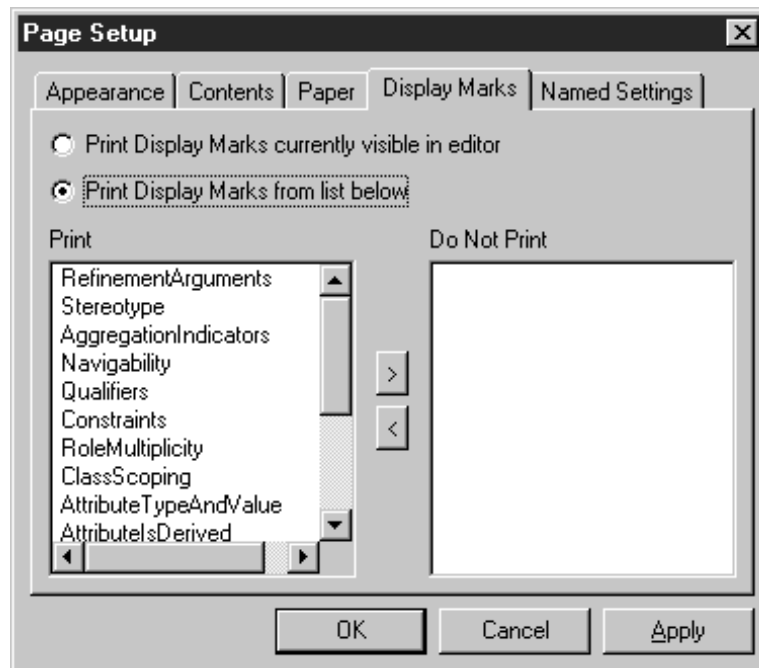 Page Setup
Appearance Contents Paper Display Marks Named Settings
Print Display Marks currently visible in editor
Print Display Marks from list below
Print
Do Not Print
RefinementArguments
Stereotype
AggregationIndicators
Navigability
Qualifiers
Constraints
RoleMultiplicity
ClassScoping
AttributeTypeAndValue
AttributeIsDerived
>
<
OK Cancel Apply